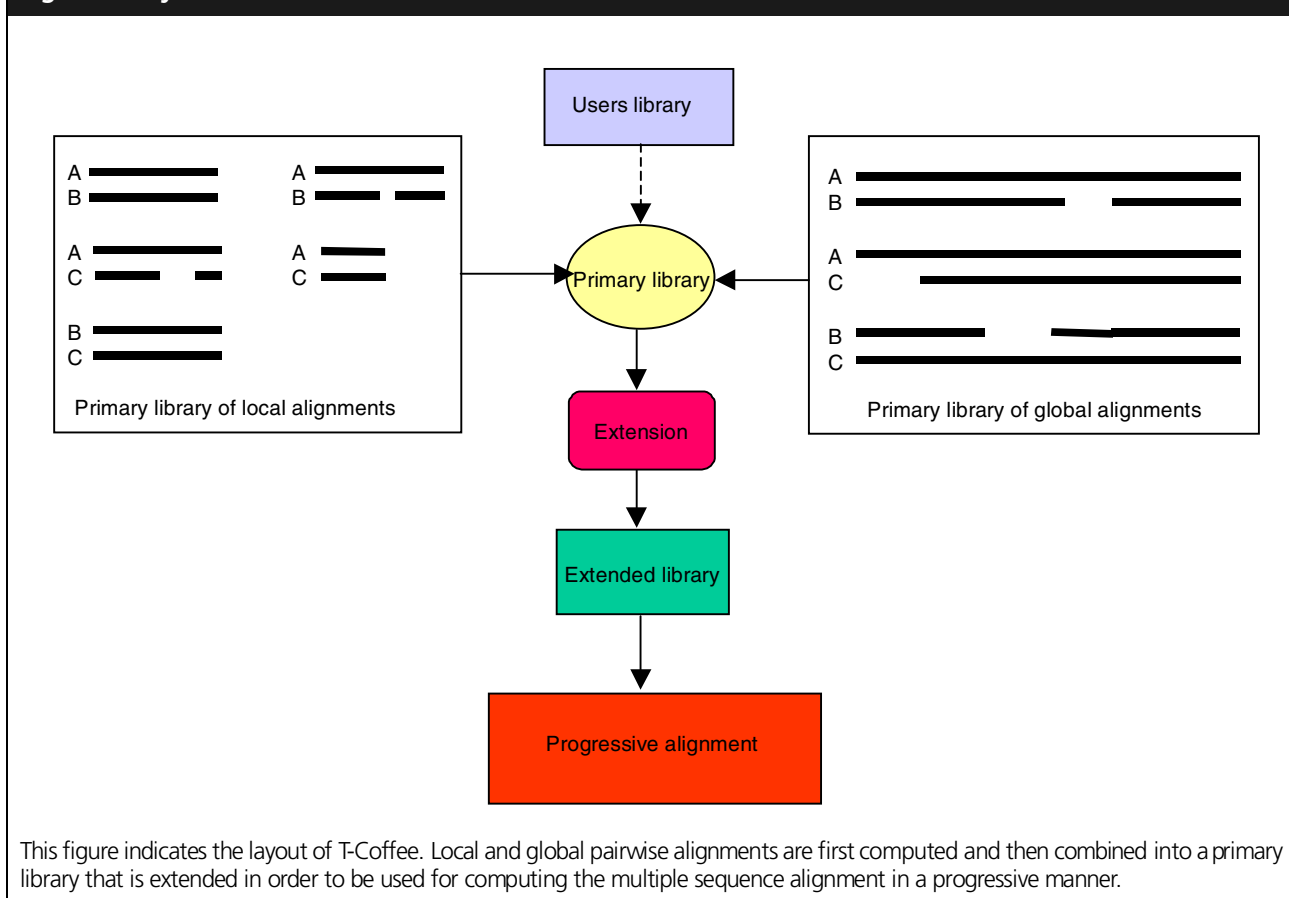 Users library
A
B
A
B
A
C
A
C
B
C
Primary library of local alignments
Primary library
A
B
A
C
B
C
Primary library of global alignments
Extension
Extended library
Progressive alignment
This figure indicates the layout of T-Coffee. Local and global pairwise alignments are first computed and then combined into a primary
library that is extended in order to be used for computing the multiple sequence alignment in a progressive manner.